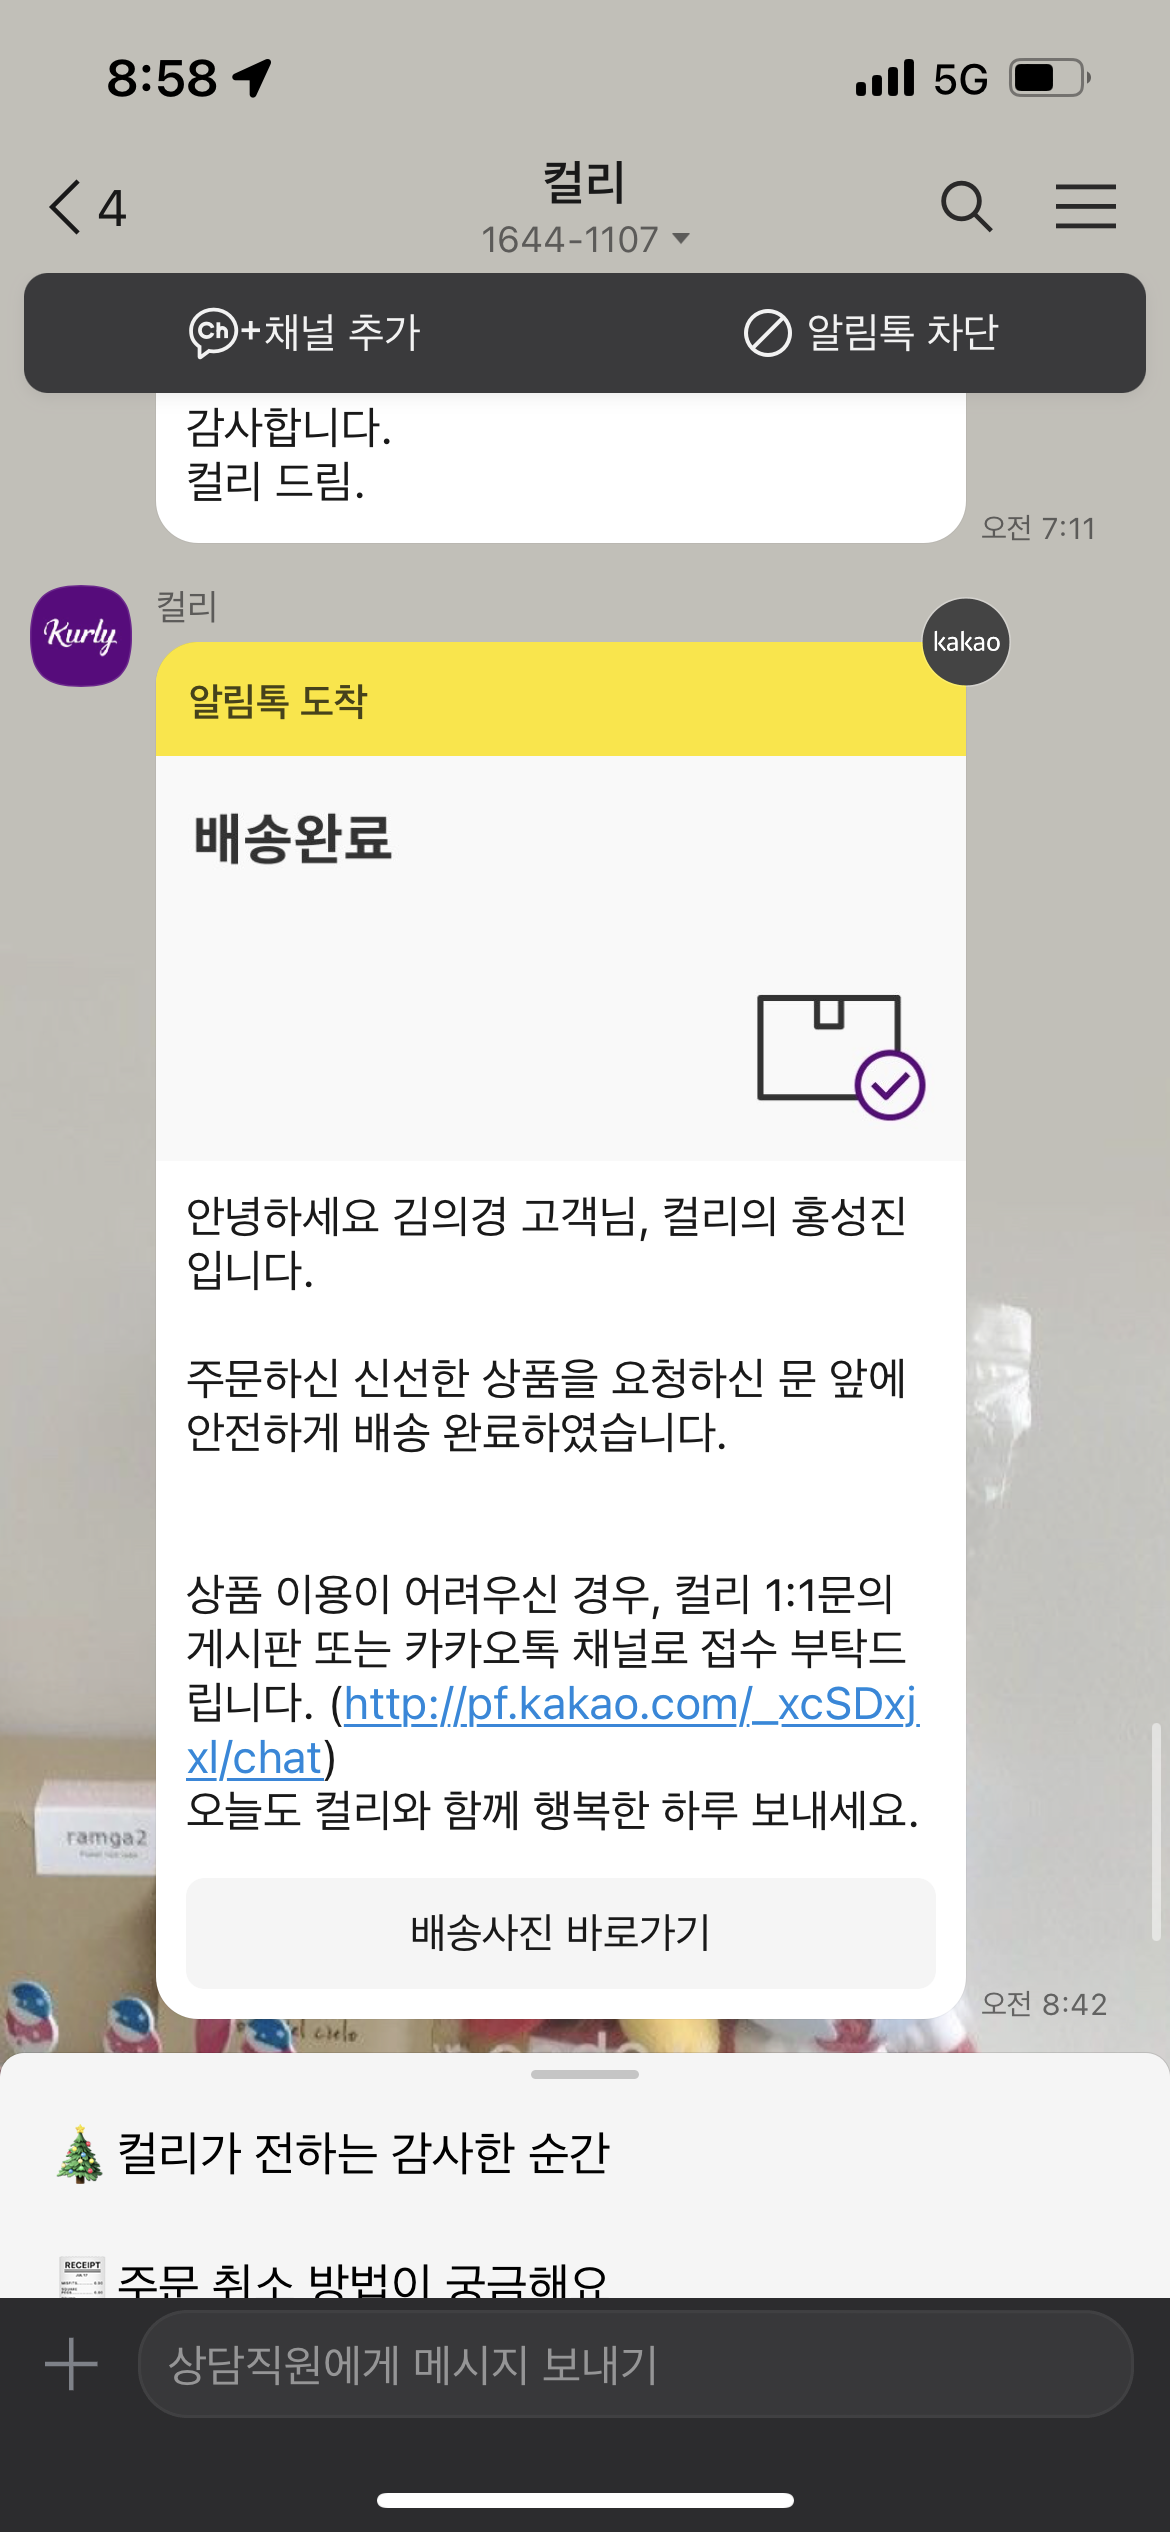 8:58
5G
4
컬리
1644-1107
Ch+채널 추가
알림톡 차단
감사합니다.
컬리 드림.
오전 7:11
Kurly
컬리
kakao
알림톡 도착
배송완료
안녕하세요 김의경 고객님, 컬리의 홍성진
입니다.
주문하신 신선한 상품을 요청하신 문 앞에
안전하게 배송 완료하였습니다.
상품 이용이 어려우신 경우, 컬리 1:1문의
게시판 또는 카카오톡 채널로 접수 부탁드
립니다. (http://pf.kakao.com/_xcSDxj
xl/chat)
오늘도 컬리와 함께 행복한 하루 보내세요.
ramga2
배송사진 바로가기
오전 8:42
el cielo
컬리가 전하는 감사한 순간
RECEIPT
주문 취소 방법이 궁금해요
상담직원에게 메시지 보내기